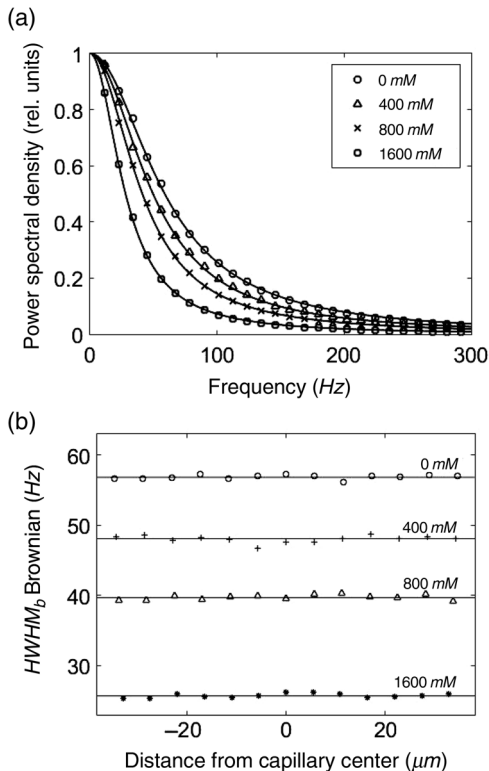 (a)
Power spectral density (rel. units)
1
0.8
0.6
0.4
0.2
0
0 mM
400 mM
800 mM
1600 mM
0
100
200
300
Frequency (Hz)
(b)
HWHMb Brownian (Hz)
60
50
40
30
0 mM
400 mM
800 mM
1600 mM
−20
0
20
Distance from capillary center (μm)